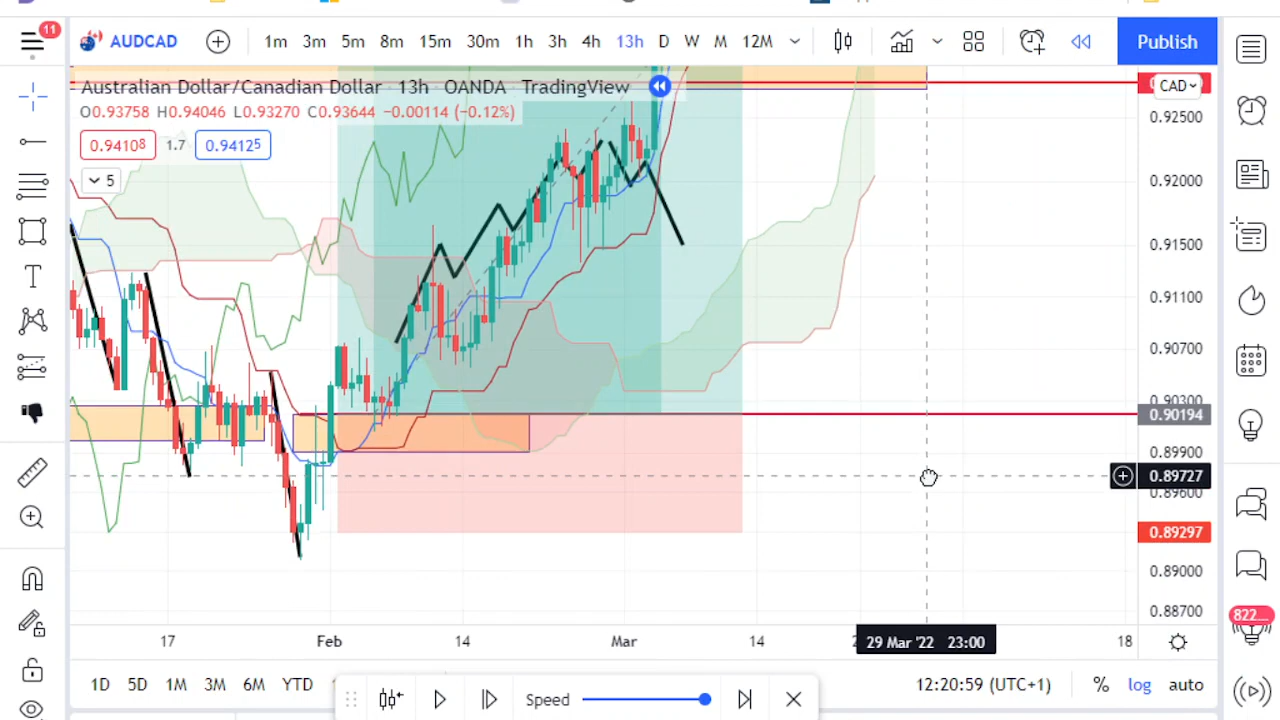 11
AUDCAD 1m 3m 5m 8m 15m 30m 1h 3h 4h 13h D W M 12M Publish
Australian Dollar/Canadian Dollar · 13h · OANDA · TradingView
CAD
O0.93758 H0.94046 L0.93270 C0.93644 −0.00114 (−0.12%)
0.92500
0.94108 1.7 0.94125
5
0.92000
0.91500
0.91100
0.90700
0.90300
0.90194
0.89900
0.89727
0.89600
0.89297
0.89000
0.88700
822...
17 Feb 14 Mar 14 29 Mar '22 23:00 18
1D 5D 1M 3M 6M YTD 12:20:59 (UTC+1) % log auto
Speed